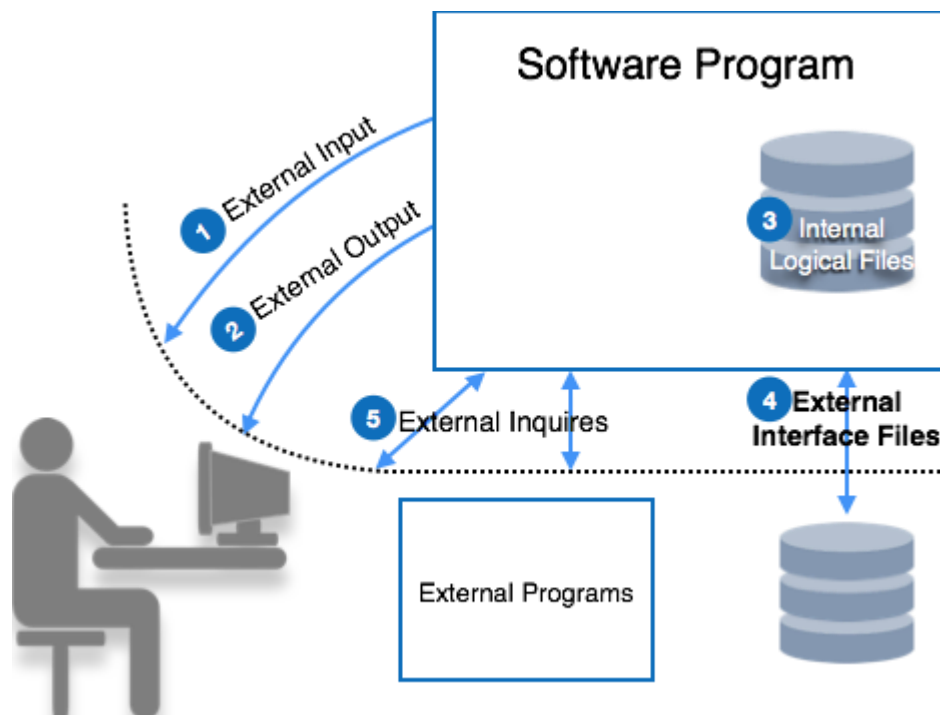 Software Program
1 External Input
2 External Output
3 Internal
Logical Files
4 External
Interface Files
5 External Inquires
External Programs